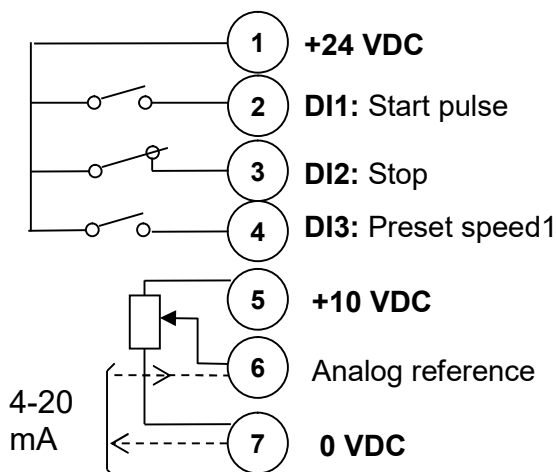 1 +24 VDC
2 DI1: Start pulse
3 DI2: Stop
4 DI3: Preset speed1
5 +10 VDC
6 Analog reference
4-20
mA
7 0 VDC